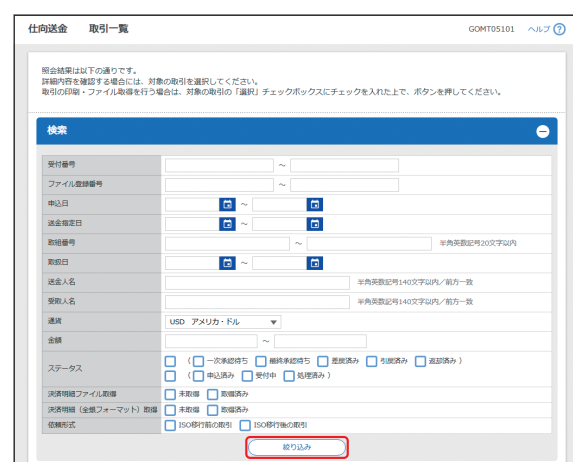 仕向送金 取引一覧 GOMT05101 ヘルプ ?
照会結果は以下の通りです。
詳細内容を確認する場合には、対象の取引を選択してください。
取引の印刷・ファイル取得を行う場合は、対象の取引の「選択」チェックボックスにチェックを入れた上で、ボタンを押してください。
検索
受付番号 ～
ファイル登録番号 ～
申込日 ～
送金指定日 ～
取組番号 ～ 半角英数記号20文字以内
取扱日 ～
送金人名 半角英数記号140文字以内／前方一致
受取人名 半角英数記号140文字以内／前方一致
通貨 USD アメリカ・ドル ▼
金額 ～
ステータス （ 一次承認待ち 最終承認待ち 差戻済み 引戻済み 返却済み ）
（ 申込済み 受付中 処理済み ）
決済明細ファイル取得 未取得 取得済み
決済明細（全銀フォーマット）取得 未取得 取得済み
依頼形式 ISO移行前の取引 ISO移行後の取引
絞り込み